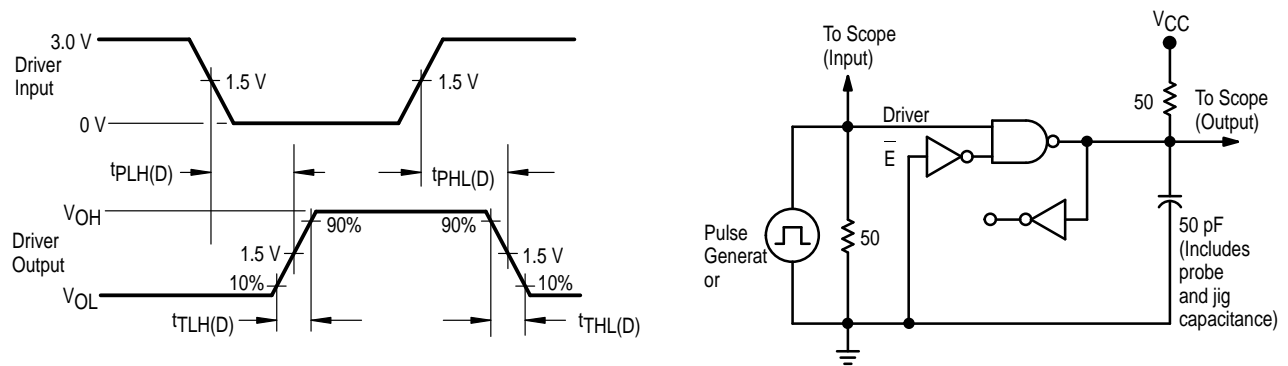 3.0 V
Driver
Input
1.5 V
1.5 V
0 V
tPLH(D)
tPHL(D)
VOH
90%
90%
Driver
Output
1.5 V
1.5 V
10%
10%
VOL
tTLH(D)
tTHL(D)
To Scope
(Input)
VCC
50
To Scope
(Output)
Driver
E
Pulse
Generat
or
50
50 pF
(Includes
probe
and jig
capacitance)